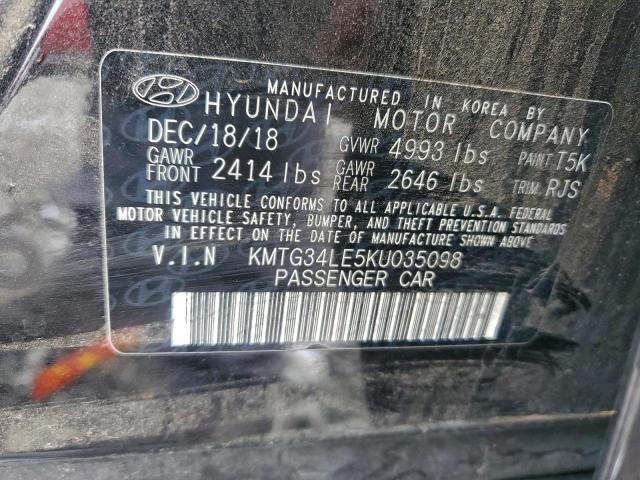 MANUFACTURED IN KOREA BY
HYUNDAI MOTOR COMPANY
DEC/18/18 GVWR 4993 lbs PAINT T5K
GAWR FRONT 2414 lbs GAWR REAR 2646 lbs TRIM RJS
THIS VEHICLE CONFORMS TO ALL APPLICABLE U.S.A. FEDERAL
MOTOR VEHICLE SAFETY, BUMPER, AND THEFT PREVENTION STANDARDS
IN EFFECT ON THE DATE OF MANUFACTURE SHOWN ABOVE.
V.I.N KMTG34LE5KU035098
PASSENGER CAR